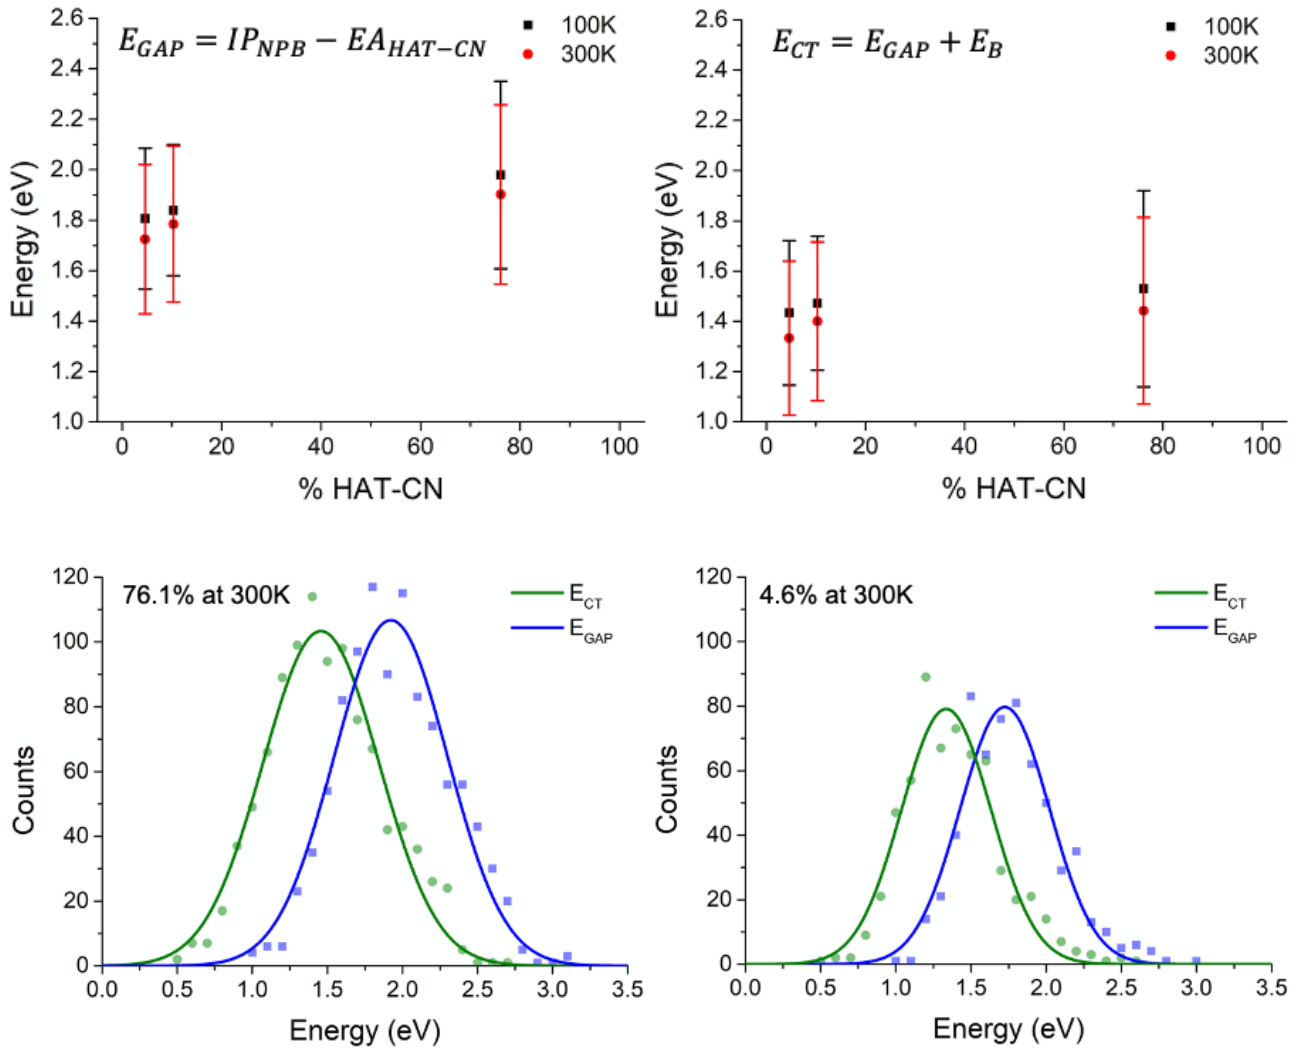 E_GAP = IP_NPB − EA_HAT−CN
100K
300K
2.6
2.4
2.2
2.0
1.8
1.6
1.4
1.2
1.0
Energy (eV)
0 20 40 60 80 100
% HAT-CN
E_CT = E_GAP + E_B
100K
300K
2.6
2.4
2.2
2.0
1.8
1.6
1.4
1.2
1.0
Energy (eV)
0 20 40 60 80 100
% HAT-CN
76.1% at 300K
E_CT
E_GAP
120
100
80
60
40
20
0
Counts
0.0 0.5 1.0 1.5 2.0 2.5 3.0 3.5
Energy (eV)
4.6% at 300K
E_CT
E_GAP
120
100
80
60
40
20
0
Counts
0.0 0.5 1.0 1.5 2.0 2.5 3.0 3.5
Energy (eV)